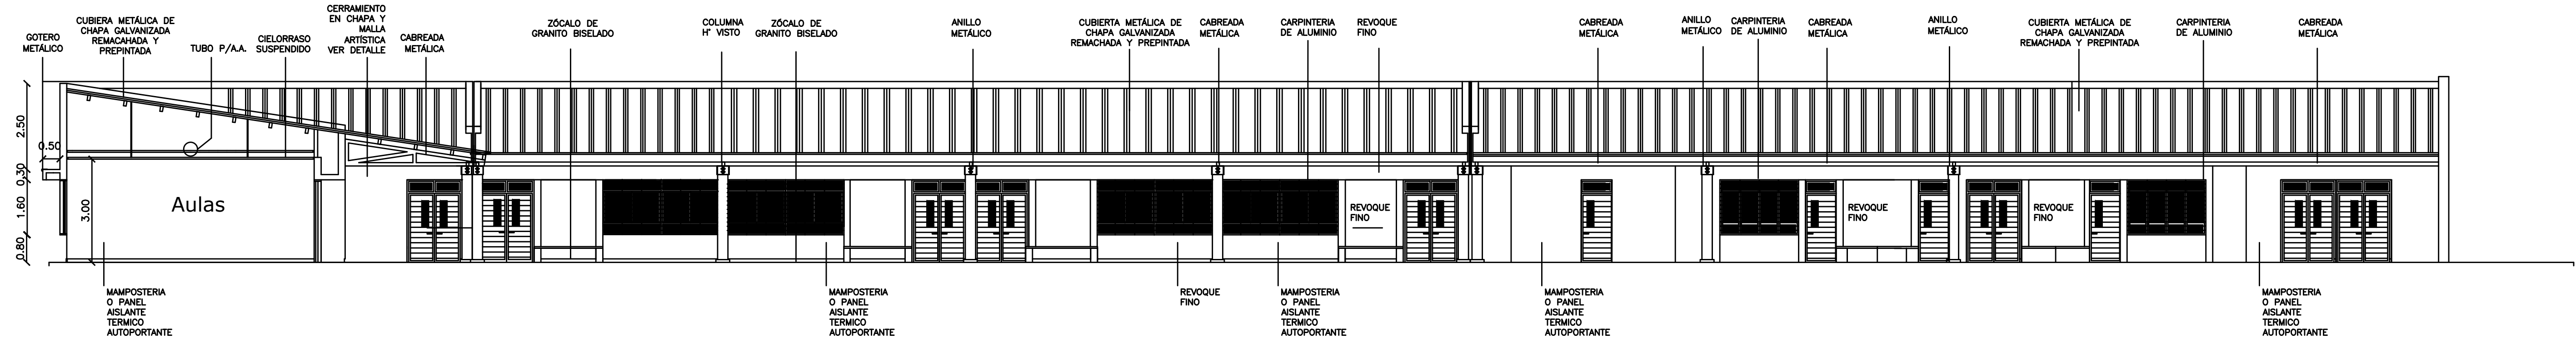 GOTERO
METÁLICO
CUBIERA METÁLICA DE
CHAPA GALVANIZADA
REMACAHADA Y
PREPINTADA
TUBO P/A.A.
CIELORRASO
SUSPENDIDO
CERRAMIENTO
EN CHAPA Y
MALLA
ARTÍSTICA
VER DETALLE
CABREADA
METÁLICA
ZÓCALO DE
GRANITO BISELADO
COLUMNA
H° VISTO
ZÓCALO DE
GRANITO BISELADO
ANILLO
METÁLICO
CUBIERTA METÁLICA DE
CHAPA GALVANIZADA
REMACHADA Y PREPINTADA
CABREADA
METÁLICA
CARPINTERIA
DE ALUMINIO
REVOQUE
FINO
CABREADA
METÁLICA
ANILLO
METÁLICO
CARPINTERIA
DE ALUMINIO
CABREADA
METÁLICA
ANILLO
METÁLICO
CUBIERTA METÁLICA DE
CHAPA GALVANIZADA
REMACHADA Y PREPINTADA
CARPINTERIA
DE ALUMINIO
CABREADA
METÁLICA
2.50
0.50
0.30
1.60
0.80
3.00
Aulas
REVOQUE
FINO
REVOQUE
FINO
REVOQUE
FINO
MAMPOSTERIA
O PANEL
AISLANTE
TERMICO
AUTOPORTANTE
MAMPOSTERIA
O PANEL
AISLANTE
TERMICO
AUTOPORTANTE
REVOQUE
FINO
MAMPOSTERIA
O PANEL
AISLANTE
TERMICO
AUTOPORTANTE
MAMPOSTERIA
O PANEL
AISLANTE
TERMICO
AUTOPORTANTE
MAMPOSTERIA
O PANEL
AISLANTE
TERMICO
AUTOPORTANTE